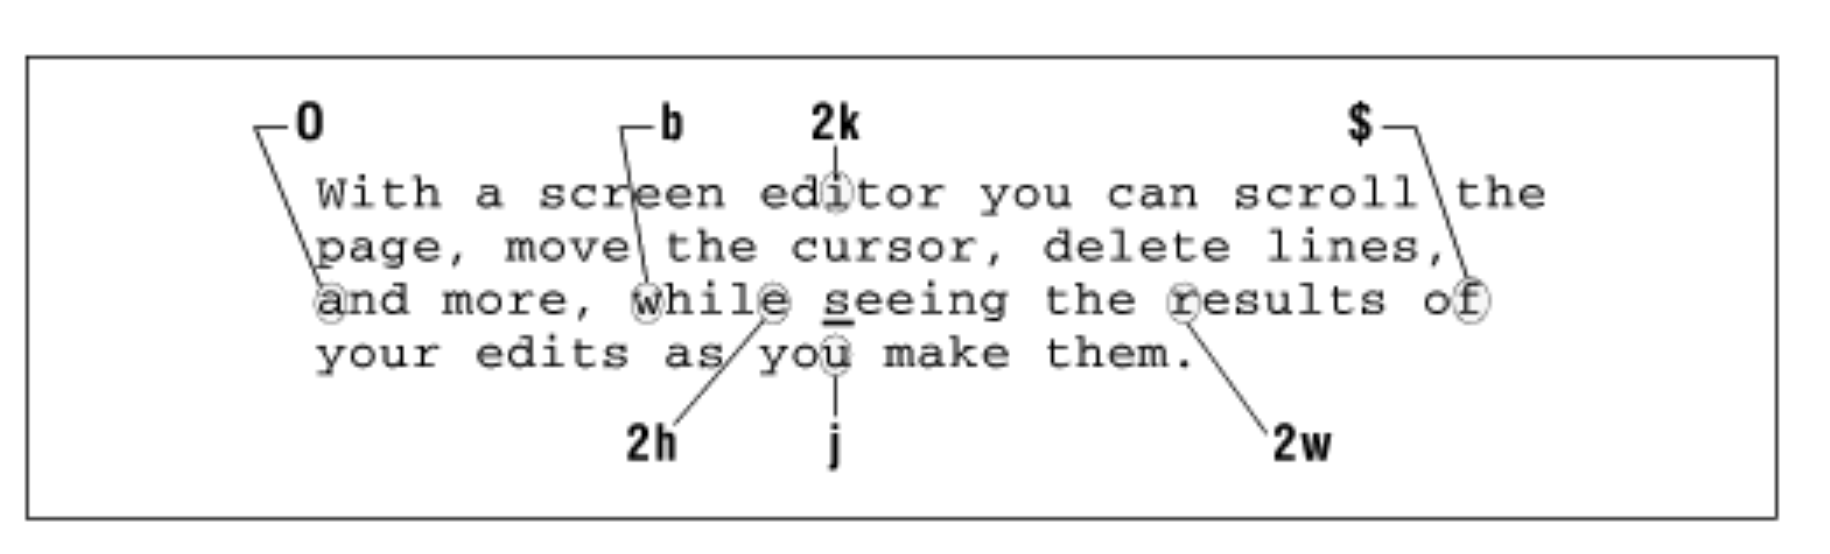 0 b 2k $
With a screen editor you can scroll the
page, move the cursor, delete lines,
and more, while seeing the results of
your edits as you make them.
2h j 2w